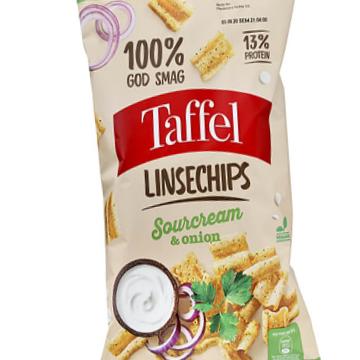 100%
GOD SMAG
13%
PROTEIN
Taffel
LINSECHIPS
Sourcream
& onion